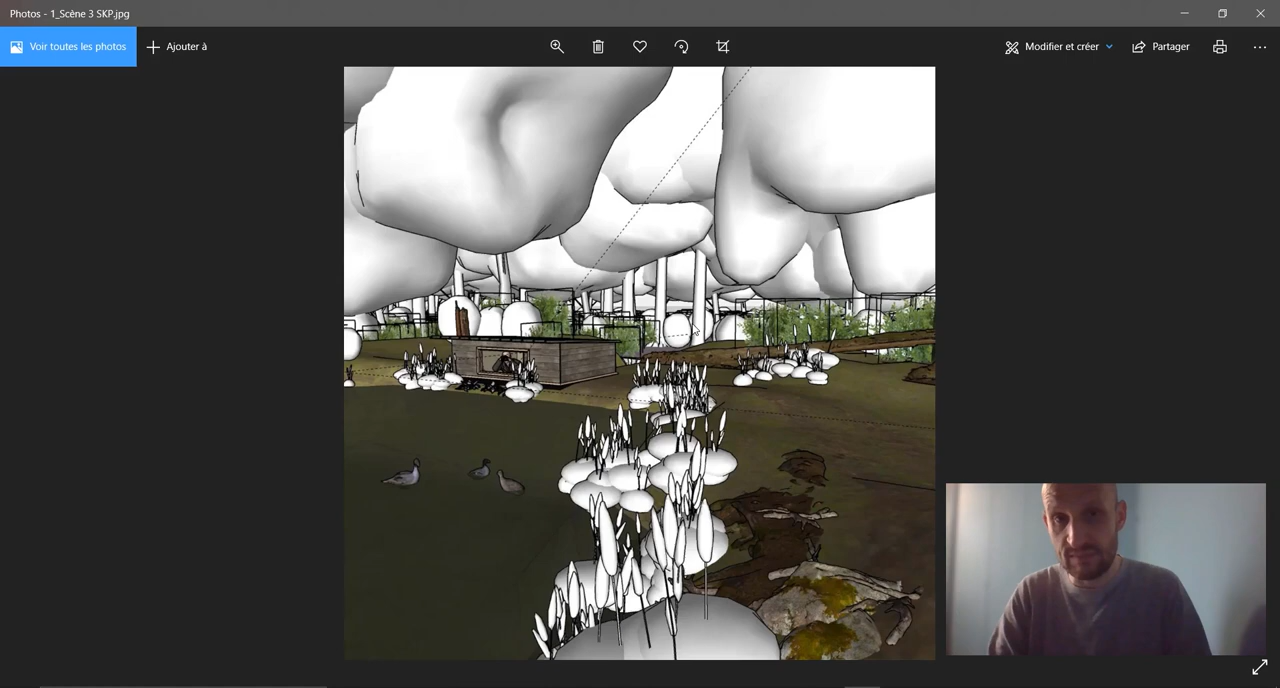 Photos - 1_Scène 3 SKP.jpg
Voir toutes les photos
Ajouter à
Modifier et créer
Partager